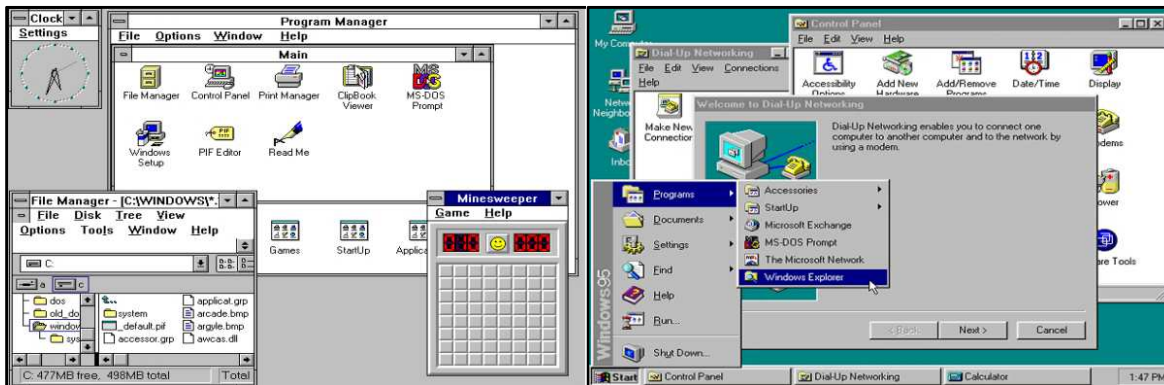 Clock
Settings
Program Manager
File Options Window Help
Main
File Manager
Control Panel
Print Manager
ClipBook
Viewer
MS-DOS
Prompt
Windows
Setup
PIF Editor
Read Me
Games
StartUp
File Manager - [C:\WINDOWS\*.
File Disk Tree View
Options Tools Window Help
C:
a c
dos
old_do
window
sys
system
_default.pif
accessor.grp
applicat.grp
arcade.bmp
argyle.bmp
awcas.dll
C: 477MB free, 498MB total
Total
Minesweeper
Game Help
Dial-Up Networking
File Edit View Connections
Help
Make New
Connection
Control Panel
File Edit View Help
Accessibility
Options
Add New
Hardware
Add/Remove
Programs
Date/Time
Display
Welcome to Dial-Up Networking
Dial-Up Networking enables you to connect one
computer to another computer and to the network by
using a modem.
< Back
Next >
Cancel
Windows95
Programs
Documents
Settings
Find
Help
Run...
Shut Down...
Accessories
StartUp
Microsoft Exchange
MS-DOS Prompt
The Microsoft Network
Windows Explorer
Start
Control Panel
Dial-Up Networking
Calculator
1:47 PM